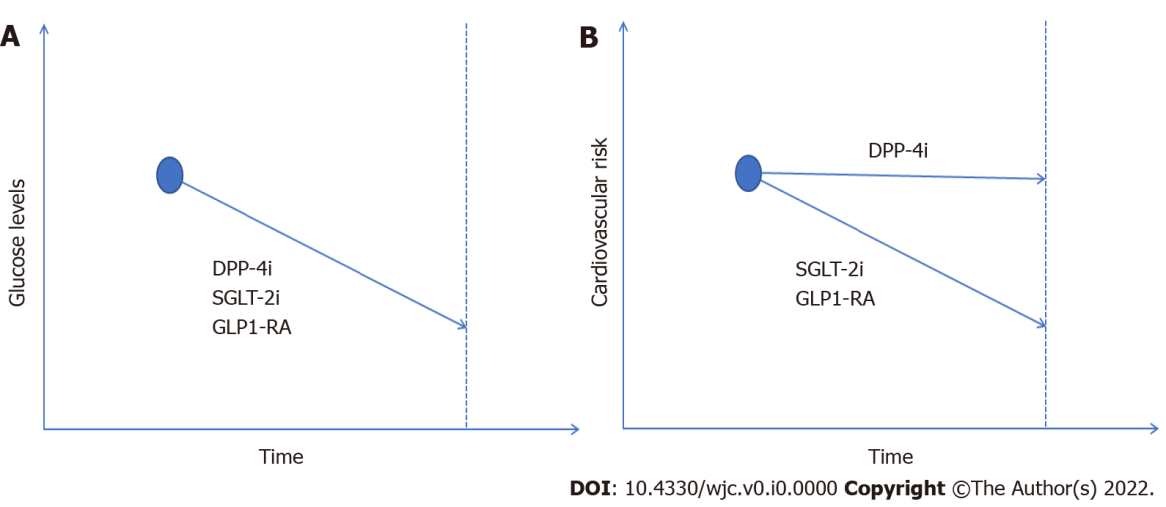 A
Glucose levels
DPP-4i
SGLT-2i
GLP1-RA
Time
B
Cardiovascular risk
DPP-4i
SGLT-2i
GLP1-RA
Time
DOI: 10.4330/wjc.v0.i0.0000 Copyright ©The Author(s) 2022.